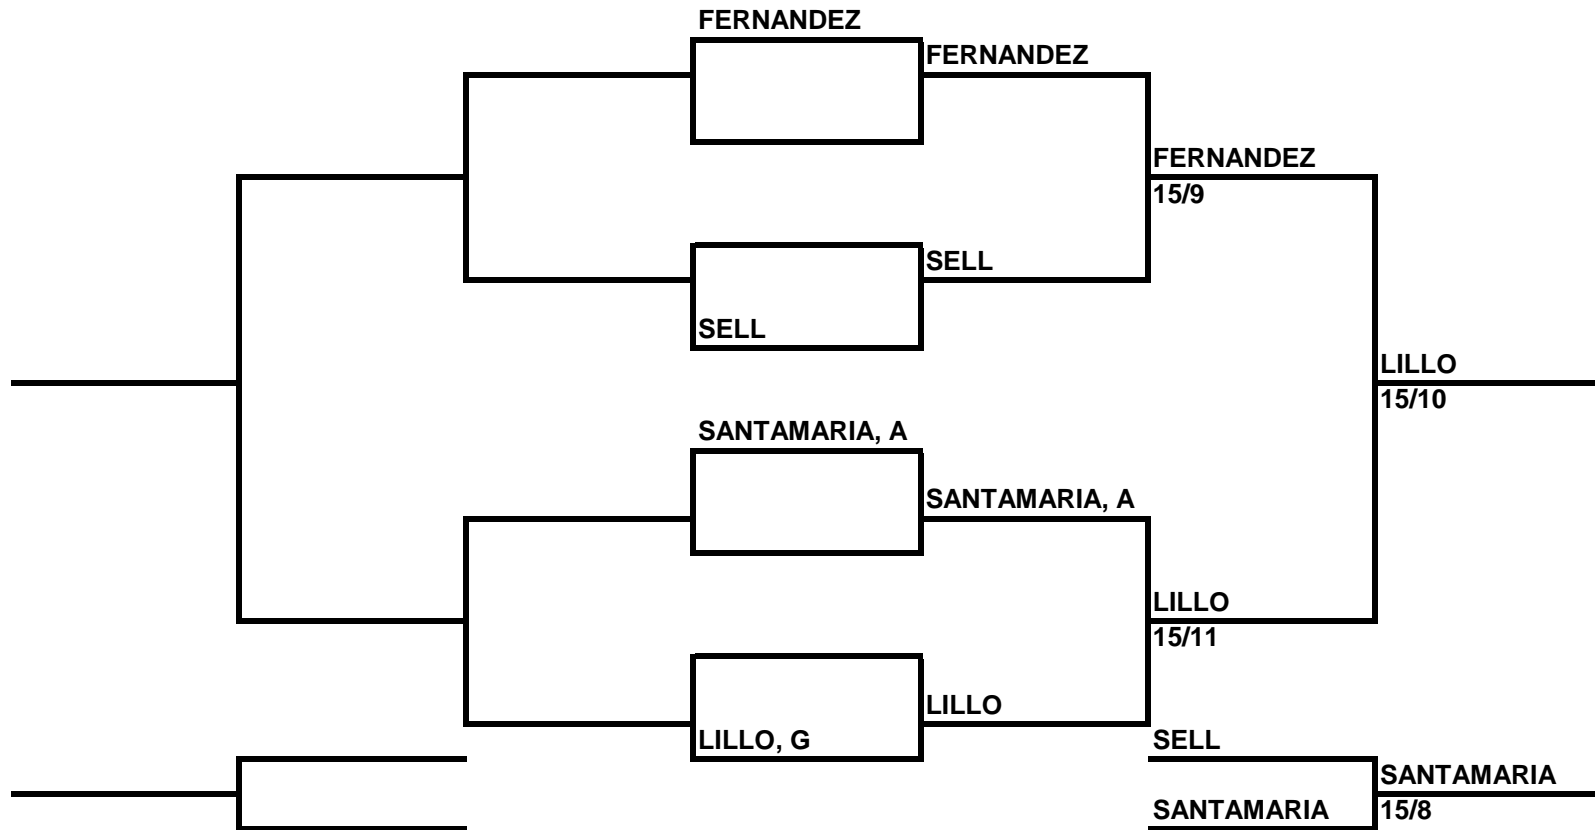 FERNANDEZ
FERNANDEZ
FERNANDEZ
15/9
SELL
SELL
LILLO
15/10
SANTAMARIA, A
SANTAMARIA, A
LILLO
15/11
LILLO
LILLO, G
SELL
SANTAMARIA
SANTAMARIA
15/8